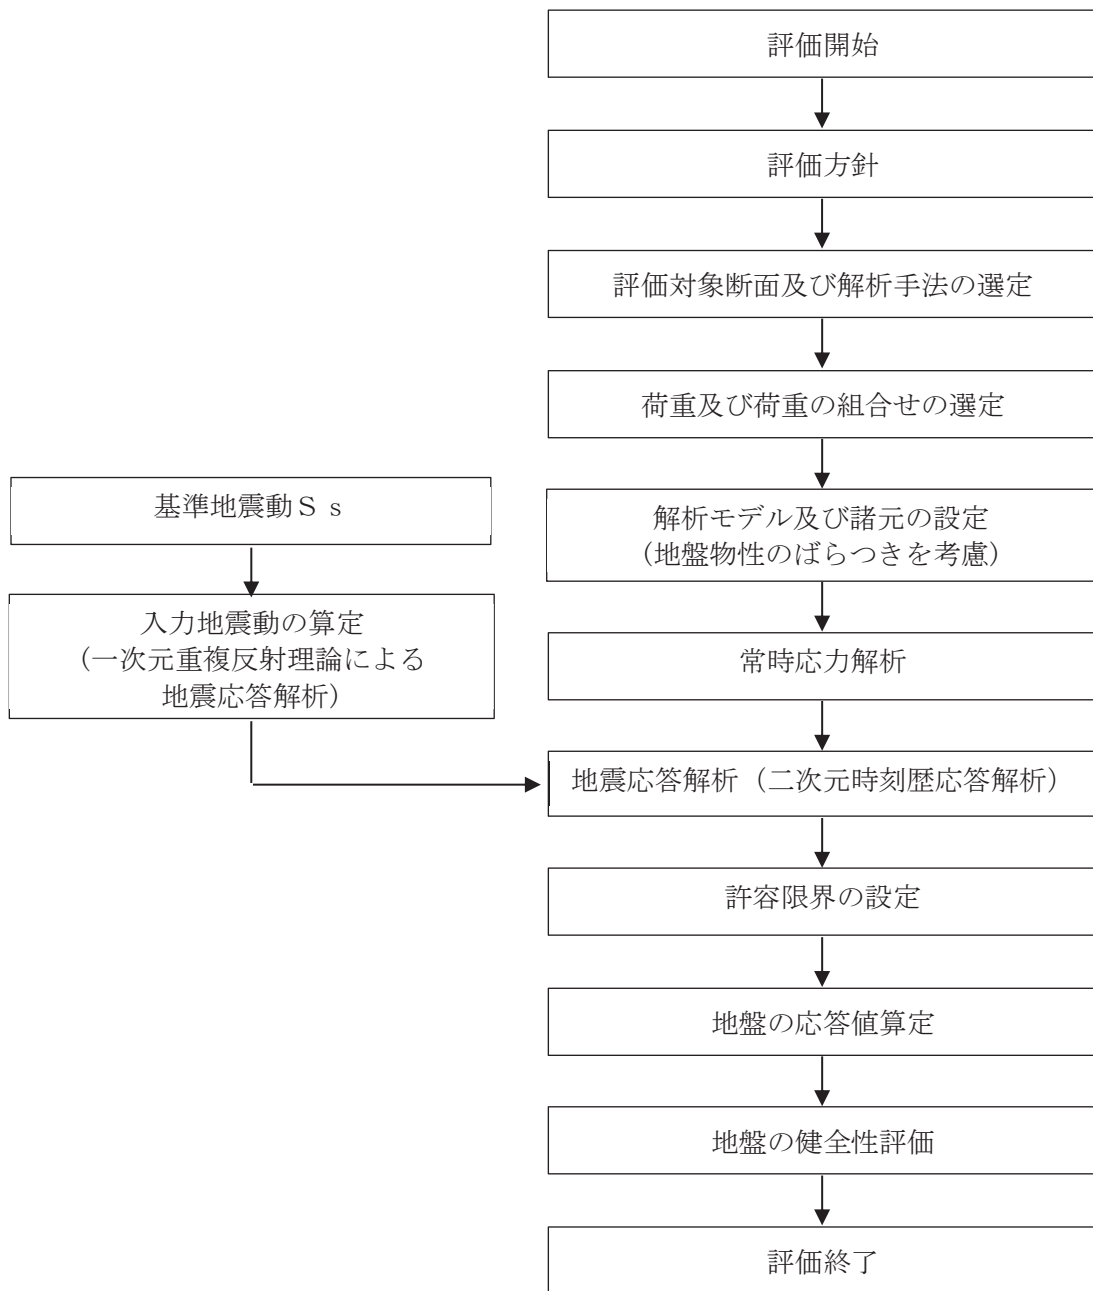 評価開始
評価方針
評価対象断面及び解析手法の選定
荷重及び荷重の組合せの選定
基準地震動Ｓｓ
解析モデル及び諸元の設定
（地盤物性のばらつきを考慮）
入力地震動の算定
（一次元重複反射理論による
地震応答解析）
常時応力解析
地震応答解析（二次元時刻歴応答解析）
許容限界の設定
地盤の応答値算定
地盤の健全性評価
評価終了